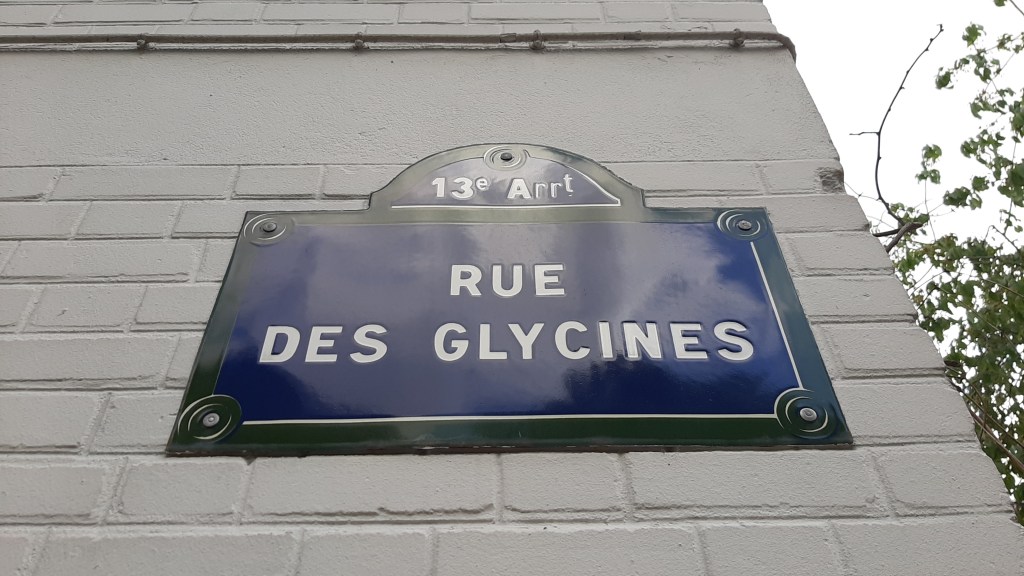 13e Arrt
RUE
DES GLYCINES